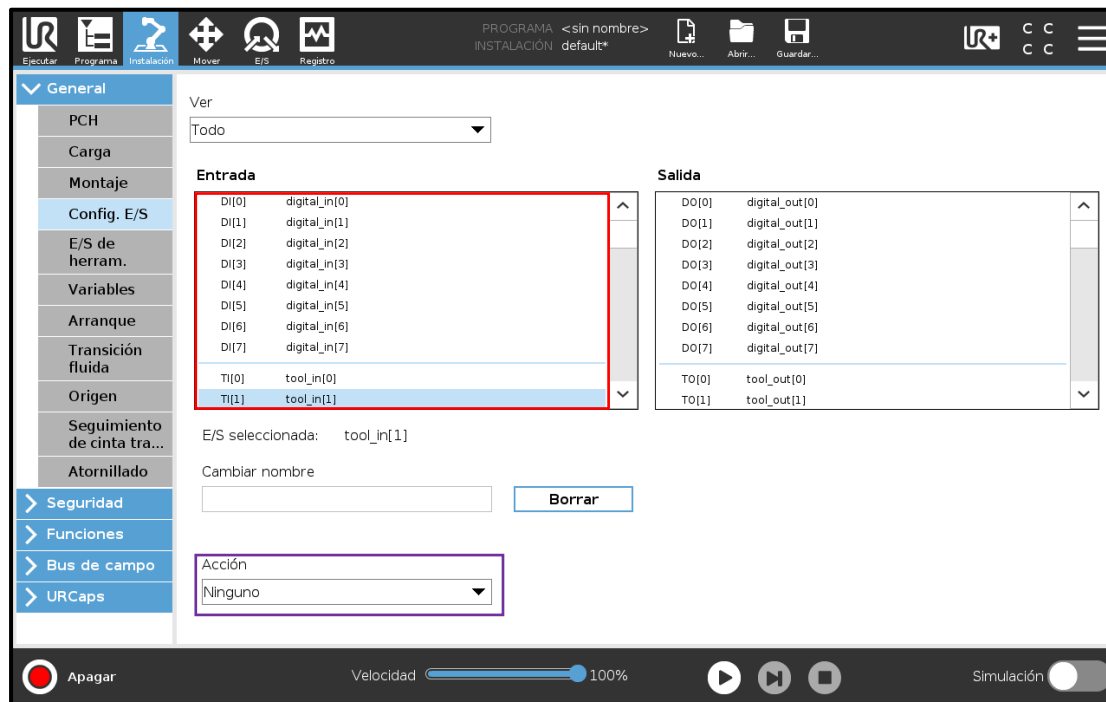 PROGRAMA <sin nombre>
INSTALACIÓN default*
UR
Ejecutar Programa Instalación Mover E/S Registro
Nuevo... Abrir... Guardar...
UR+
C C
C C
General
PCH
Carga
Montaje
Config. E/S
E/S de
herram.
Variables
Arranque
Transición
fluida
Origen
Seguimiento
de cinta tra...
Atornillado
Seguridad
Funciones
Bus de campo
URCaps
Ver
Todo
Entrada
DI[0] digital_in[0]
DI[1] digital_in[1]
DI[2] digital_in[2]
DI[3] digital_in[3]
DI[4] digital_in[4]
DI[5] digital_in[5]
DI[6] digital_in[6]
DI[7] digital_in[7]
TI[0] tool_in[0]
TI[1] tool_in[1]
Salida
DO[0] digital_out[0]
DO[1] digital_out[1]
DO[2] digital_out[2]
DO[3] digital_out[3]
DO[4] digital_out[4]
DO[5] digital_out[5]
DO[6] digital_out[6]
DO[7] digital_out[7]
TO[0] tool_out[0]
TO[1] tool_out[1]
E/S seleccionada: tool_in[1]
Cambiar nombre
Borrar
Acción
Ninguno
Apagar
Velocidad 100%
Simulación